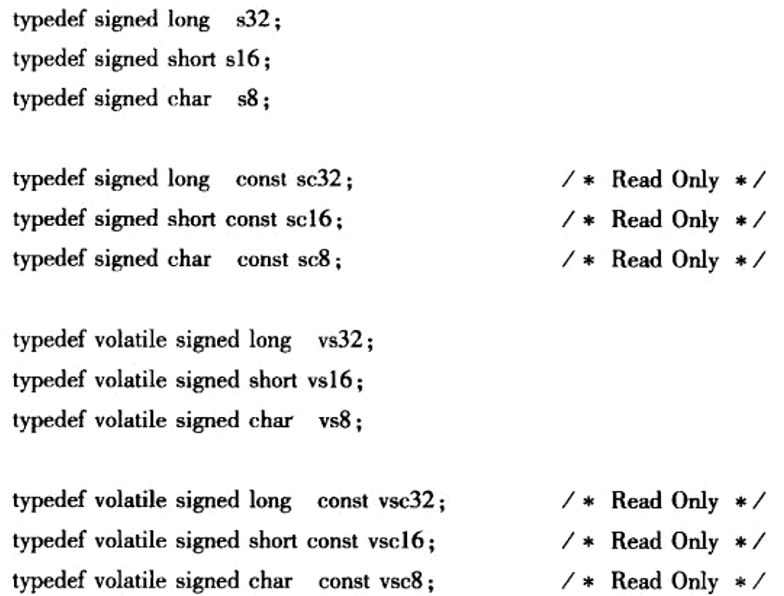 typedef signed long s32;
typedef signed short s16;
typedef signed char s8;
typedef signed long const sc32; /* Read Only */
typedef signed short const sc16; /* Read Only */
typedef signed char const sc8; /* Read Only */
typedef volatile signed long vs32;
typedef volatile signed short vs16;
typedef volatile signed char vs8;
typedef volatile signed long const vsc32; /* Read Only */
typedef volatile signed short const vsc16; /* Read Only */
typedef volatile signed char const vsc8; /* Read Only */